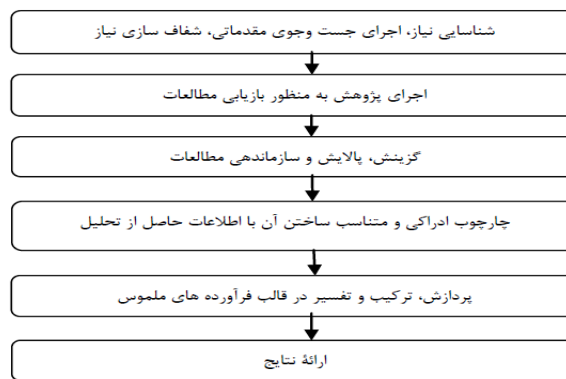 شناسایی نیاز، اجرای جست وجوی مقدماتی، شفاف سازی نیاز
اجرای پژوهش به منظور بازیابی مطالعات
گزینش، پالایش و سازماندهی مطالعات
چارچوب ادراکی و متناسب ساختن آن با اطلاعات حاصل از تحلیل
پردازش، ترکیب و تفسیر در قالب فرآورده های ملموس
ارائۀ نتایج